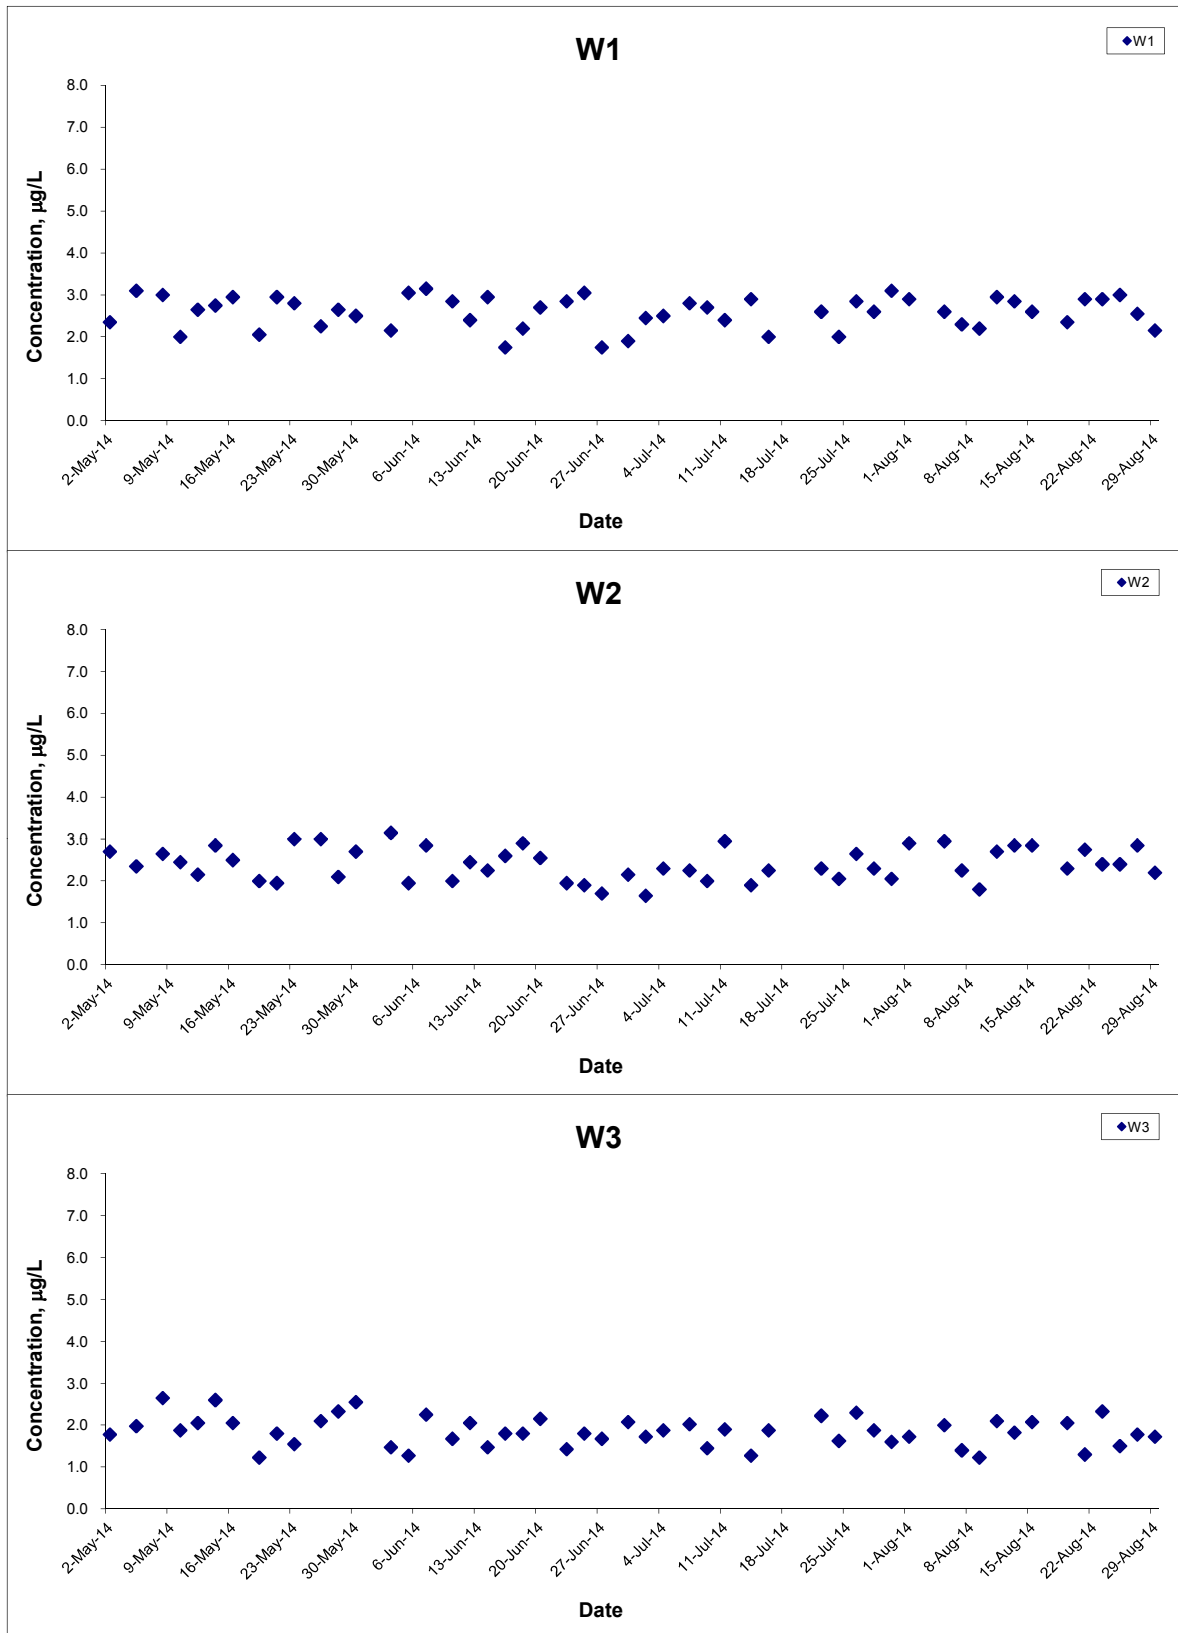 W1
W1
8.0
7.0
6.0
5.0
4.0
3.0
2.0
1.0
0.0
Concentration, µg/L
2-May-14
9-May-14
16-May-14
23-May-14
30-May-14
6-Jun-14
13-Jun-14
20-Jun-14
27-Jun-14
4-Jul-14
11-Jul-14
18-Jul-14
25-Jul-14
1-Aug-14
8-Aug-14
15-Aug-14
22-Aug-14
29-Aug-14
Date
W2
W2
8.0
7.0
6.0
5.0
4.0
3.0
2.0
1.0
0.0
Concentration, µg/L
2-May-14
9-May-14
16-May-14
23-May-14
30-May-14
6-Jun-14
13-Jun-14
20-Jun-14
27-Jun-14
4-Jul-14
11-Jul-14
18-Jul-14
25-Jul-14
1-Aug-14
8-Aug-14
15-Aug-14
22-Aug-14
29-Aug-14
Date
W3
W3
8.0
7.0
6.0
5.0
4.0
3.0
2.0
1.0
0.0
Concentration, µg/L
2-May-14
9-May-14
16-May-14
23-May-14
30-May-14
6-Jun-14
13-Jun-14
20-Jun-14
27-Jun-14
4-Jul-14
11-Jul-14
18-Jul-14
25-Jul-14
1-Aug-14
8-Aug-14
15-Aug-14
22-Aug-14
29-Aug-14
Date